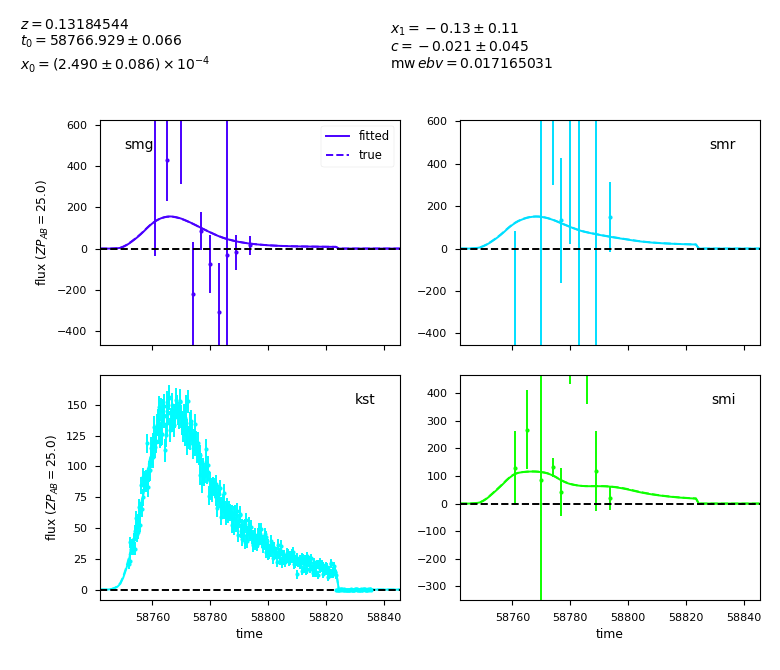 z = 0.13184544
t₀ = 58766.929 ± 0.066
x₀ = (2.490 ± 0.086) × 10⁻⁴
x₁ = −0.13 ± 0.11
c = −0.021 ± 0.045
mw ebv = 0.017165031
smg
fitted
true
600
400
200
0
−200
−400
flux (ZP_AB = 25.0)
smr
600
400
200
0
−200
−400
kst
150
125
100
75
50
25
0
flux (ZP_AB = 25.0)
58760 58780 58800 58820 58840
time
smi
400
300
200
100
0
−100
−200
−300
58760 58780 58800 58820 58840
time